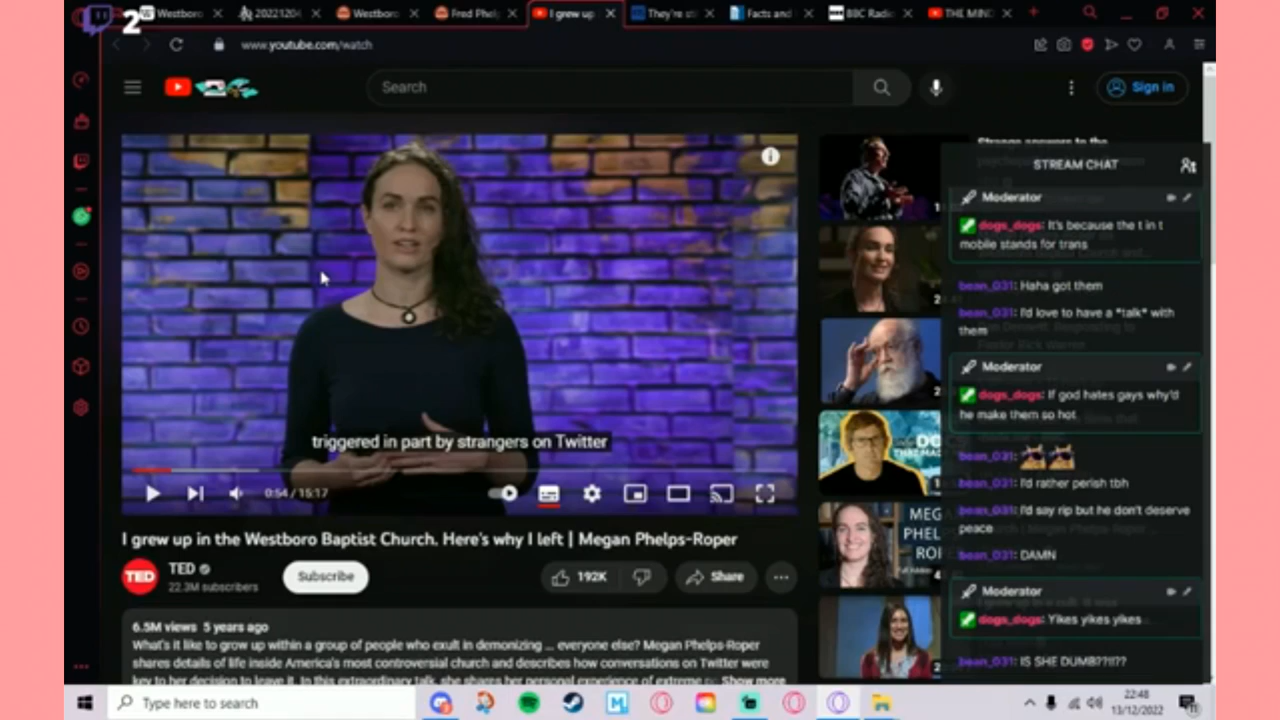 2
Westboro
20221204
Westboro
Fred Phel
I grew up
They're st
Facts and
BBC Radi
THE MIND
www.youtube.com/watch
Search
Sign in
triggered in part by strangers on Twitter
0:54 / 15:17
I grew up in the Westboro Baptist Church. Here's why I left | Megan Phelps-Roper
TED
TED
22.3M subscribers
Subscribe
192K
Share
6.5M views 5 years ago
What's it like to grow up within a group of people who exult in demonizing ... everyone else? Megan Phelps-Roper
shares details of life inside America's most controversial church and describes how conversations on Twitter were
key to her decision to leave it. In this extraordinary talk, she shares her personal experience of extreme Show more
MEG
PHEL
ROP
STREAM CHAT
Moderator
dogs_dogs: It's because the t in t
mobile stands for trans
bean_031: Haha got them
bean_031: I'd love to have a *talk* with
them
Moderator
dogs_dogs: If god hates gays why'd
he make them so hot
bean_031:
bean_031: I'd rather perish tbh
bean_031: I'd say rip but he don't deserve
peace
bean_031: DAMN
Moderator
dogs_dogs: Yikes yikes yikes
bean_031: IS SHE DUMB??!!??
Type here to search
22:48
13/12/2022